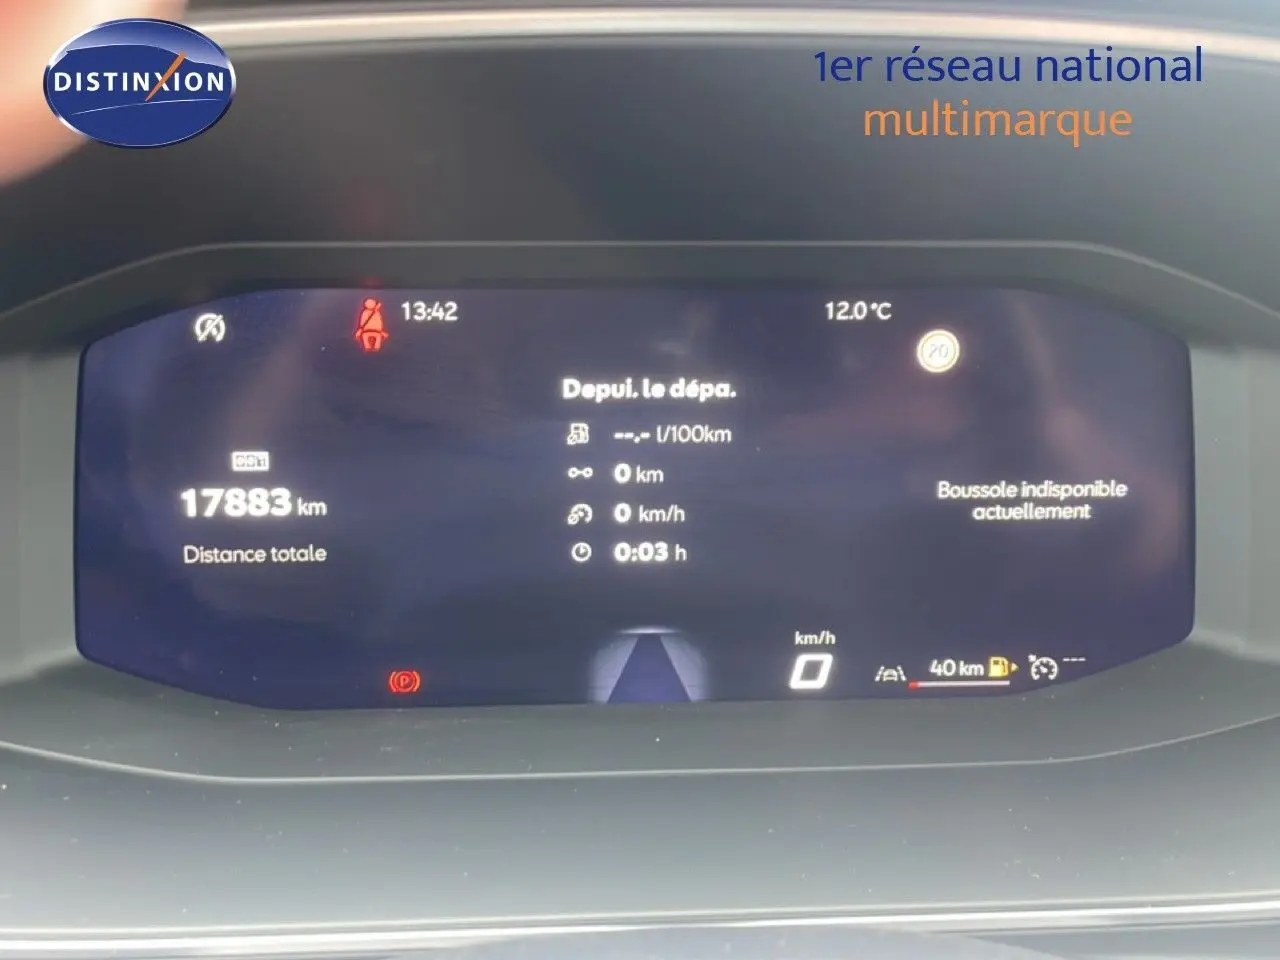 DISTINXION
1er réseau national
multimarque
13:42
12.0 °C
20
Depui. le dépa.
--.- l/100km
0 km
0 km/h
0:03 h
17883 km
Distance totale
Boussole indisponible
actuellement
P
km/h
0
40 km
---